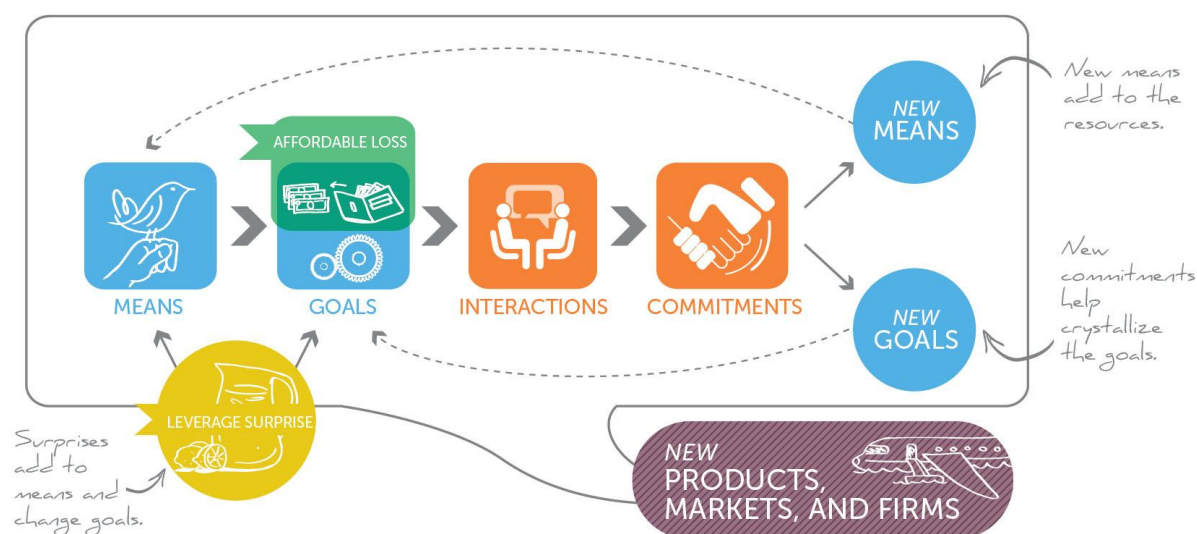 NEW
MEANS
New means
add to the
resources.
AFFORDABLE LOSS
MEANS
GOALS
INTERACTIONS
COMMITMENTS
NEW
GOALS
New
commitments
help
crystallize
the goals.
LEVERAGE SURPRISE
Surprises
add to
means and
change goals.
NEW
PRODUCTS,
MARKETS, AND FIRMS